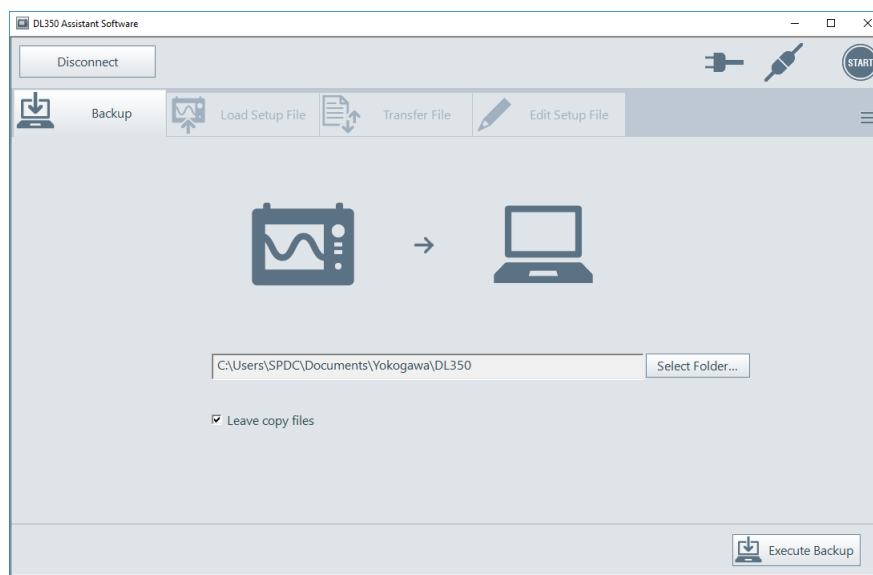 DL350 Assistant Software
Disconnect
START
Backup
Load Setup File
Transfer File
Edit Setup File
C:\Users\SPDC\Documents\Yokogawa\DL350
Select Folder...
Leave copy files
Execute Backup